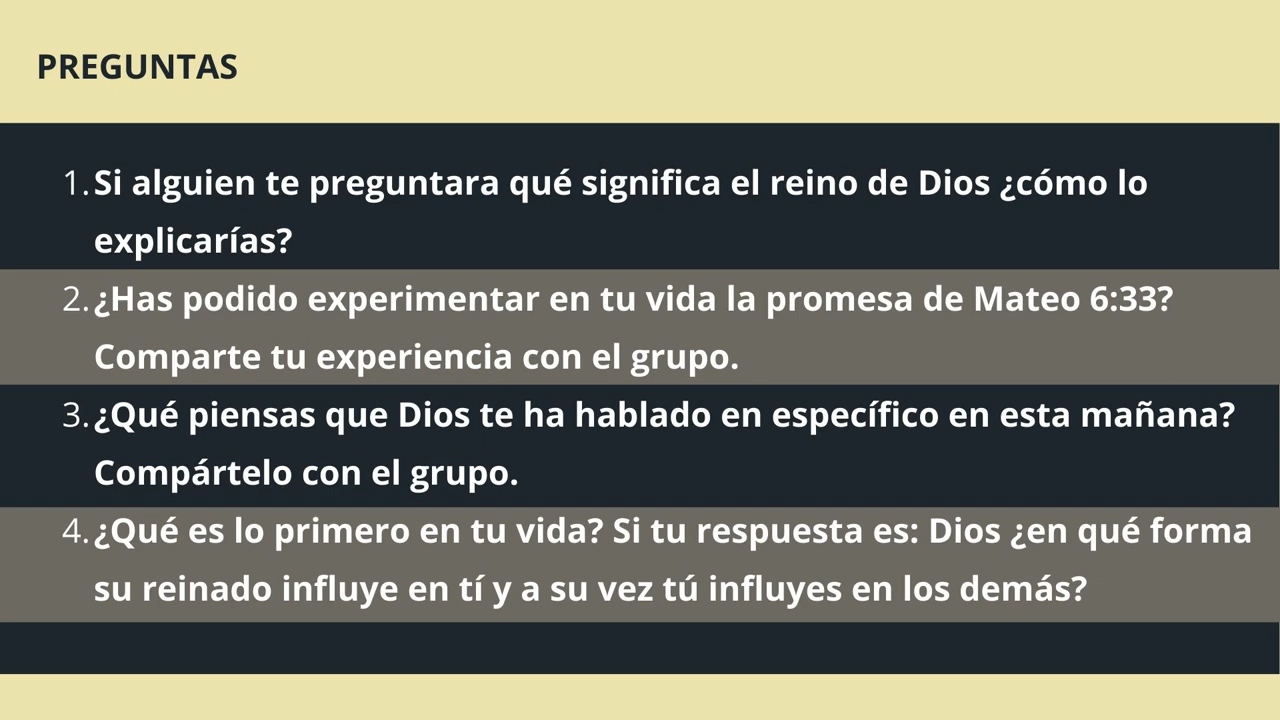 PREGUNTAS
1. Si alguien te preguntara qué significa el reino de Dios ¿cómo lo
explicarías?
2. ¿Has podido experimentar en tu vida la promesa de Mateo 6:33?
Comparte tu experiencia con el grupo.
3. ¿Qué piensas que Dios te ha hablado en específico en esta mañana?
Compártelo con el grupo.
4. ¿Qué es lo primero en tu vida? Si tu respuesta es: Dios ¿en qué forma
su reinado influye en tí y a su vez tú influyes en los demás?